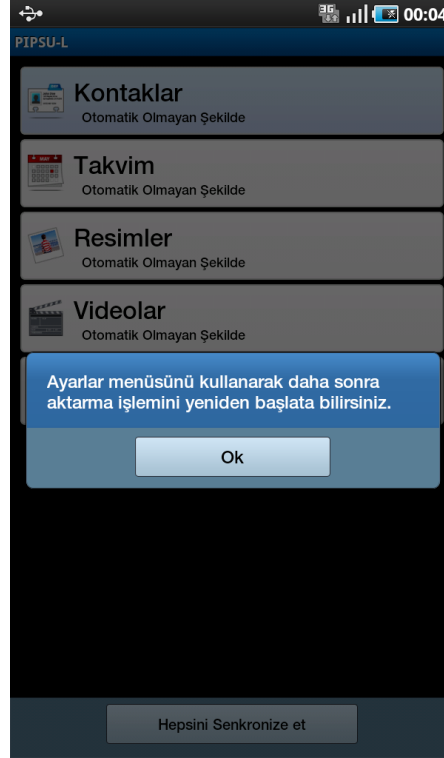 3G
00:04
PIPSU-L
Kontaklar
Otomatik Olmayan Şekilde
Takvim
Otomatik Olmayan Şekilde
Resimler
Otomatik Olmayan Şekilde
Videolar
Otomatik Olmayan Şekilde
Ayarlar menüsünü kullanarak daha sonra
aktarma işlemini yeniden başlata bilirsiniz.
Ok
Hepsini Senkronize et